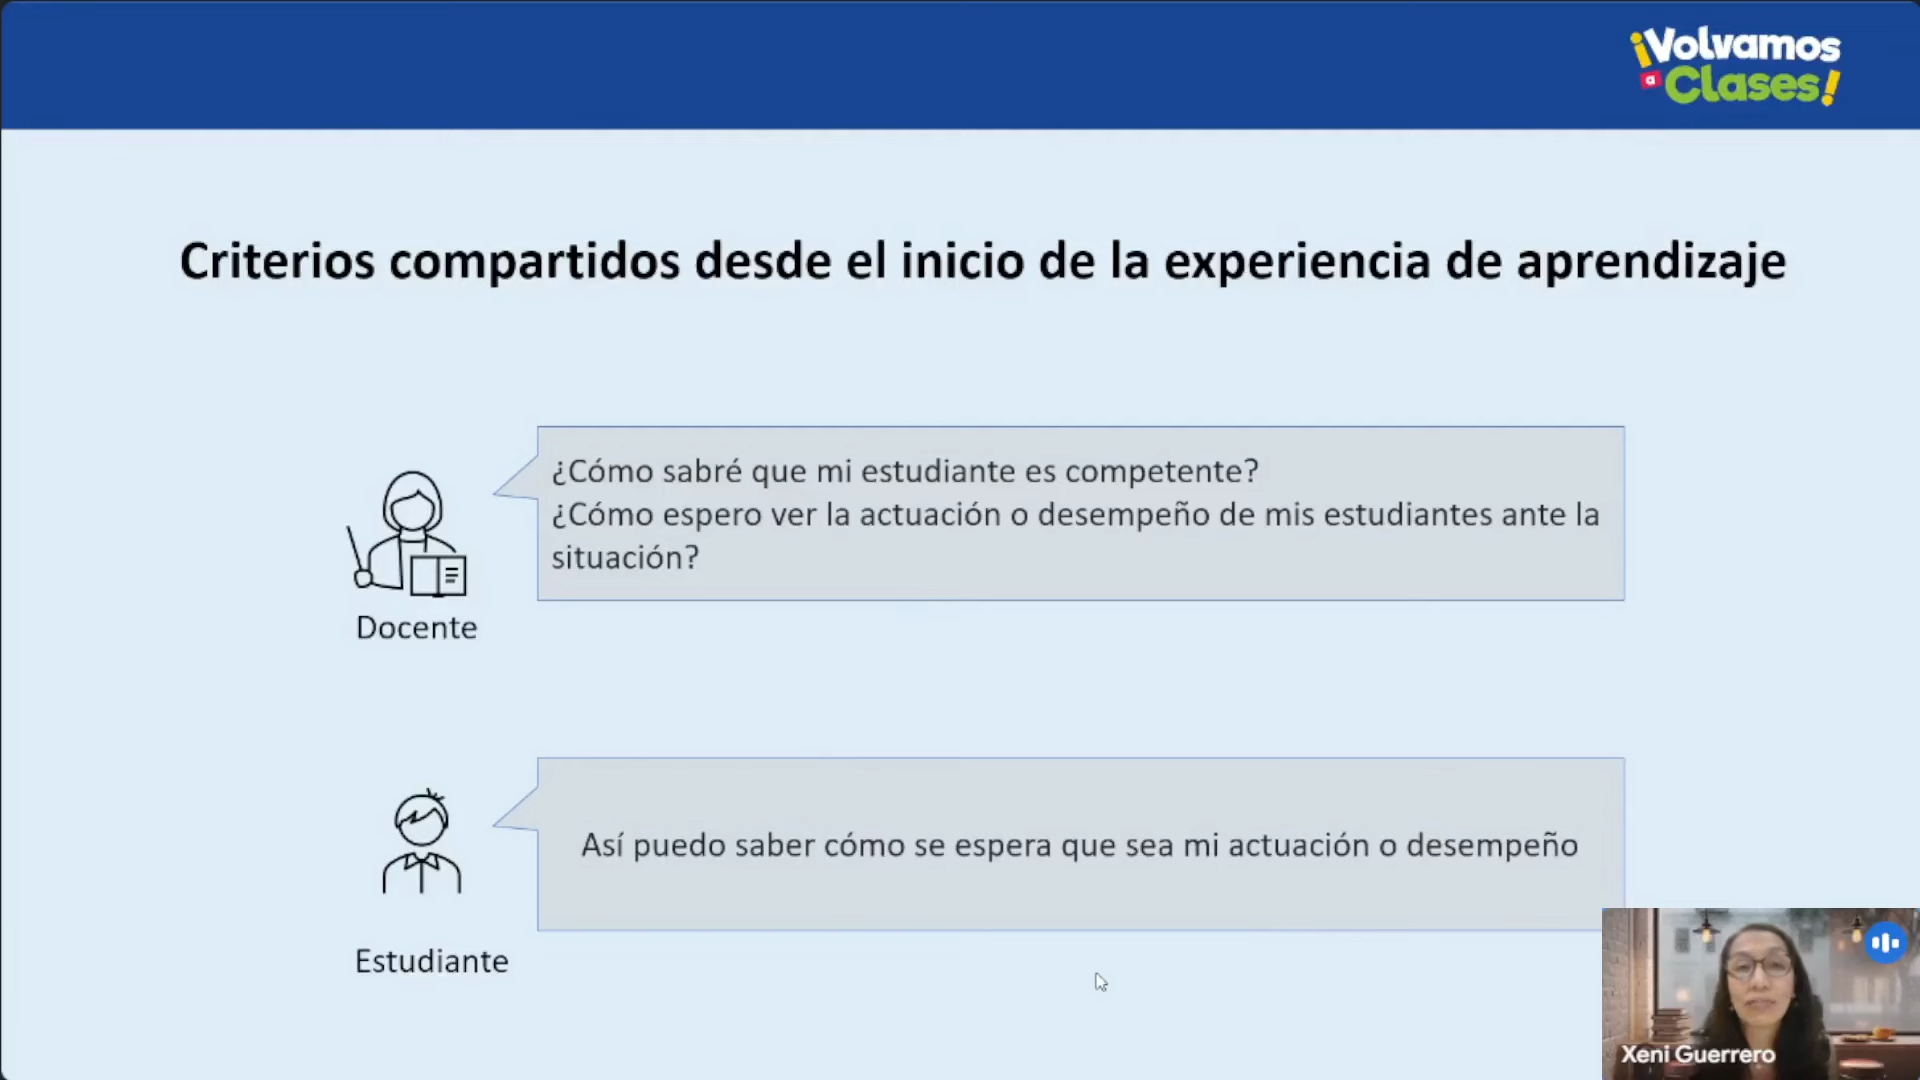 ¡Volvamos
a Clases!
Criterios compartidos desde el inicio de la experiencia de aprendizaje
¿Cómo sabré que mi estudiante es competente?
¿Cómo espero ver la actuación o desempeño de mis estudiantes ante la
situación?
Docente
Así puedo saber cómo se espera que sea mi actuación o desempeño
Estudiante
Xeni Guerrero